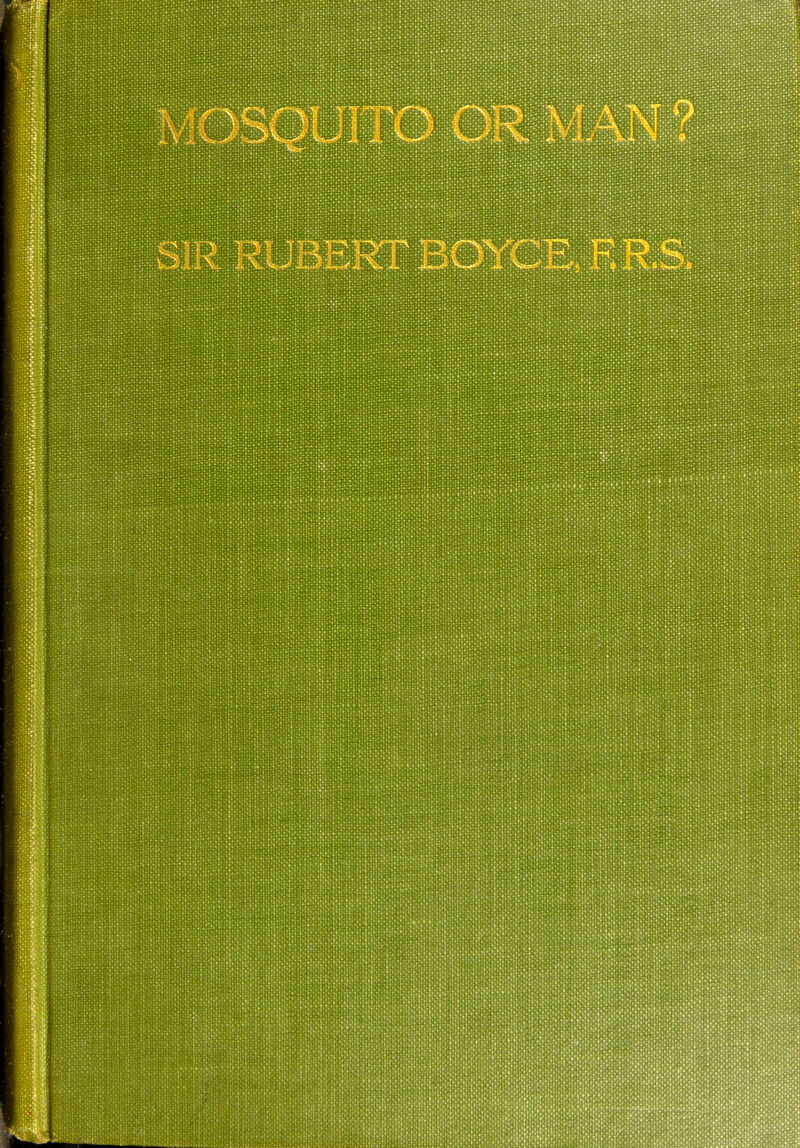 MOSQUITO OR MAN?
SIR RUBERT BOYCE, F.R.S.